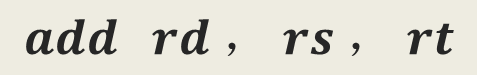 add rd, rs, rt